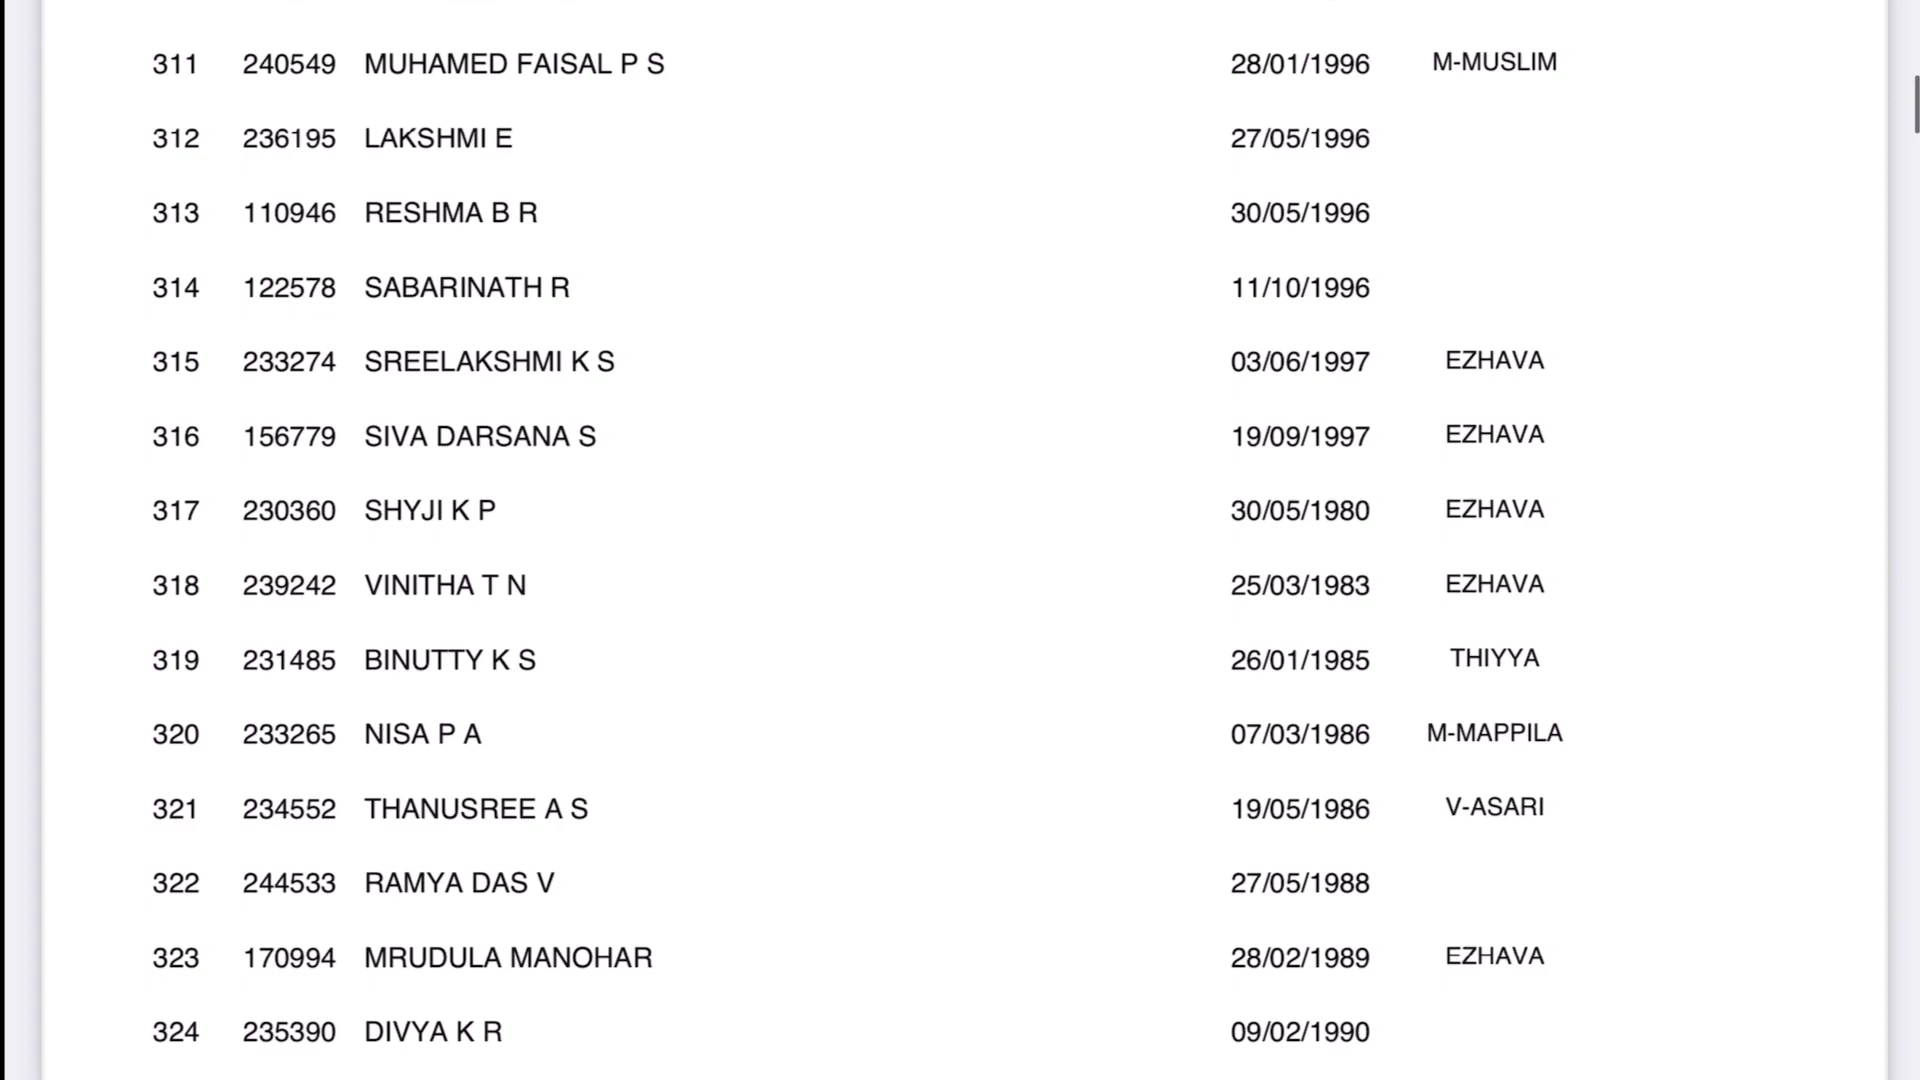 311 240549 MUHAMED FAISAL P S 28/01/1996 M-MUSLIM
312 236195 LAKSHMI E 27/05/1996
313 110946 RESHMA B R 30/05/1996
314 122578 SABARINATH R 11/10/1996
315 233274 SREELAKSHMI K S 03/06/1997 EZHAVA
316 156779 SIVA DARSANA S 19/09/1997 EZHAVA
317 230360 SHYJI K P 30/05/1980 EZHAVA
318 239242 VINITHA T N 25/03/1983 EZHAVA
319 231485 BINUTTY K S 26/01/1985 THIYYA
320 233265 NISA P A 07/03/1986 M-MAPPILA
321 234552 THANUSREE A S 19/05/1986 V-ASARI
322 244533 RAMYA DAS V 27/05/1988
323 170994 MRUDULA MANOHAR 28/02/1989 EZHAVA
324 235390 DIVYA K R 09/02/1990